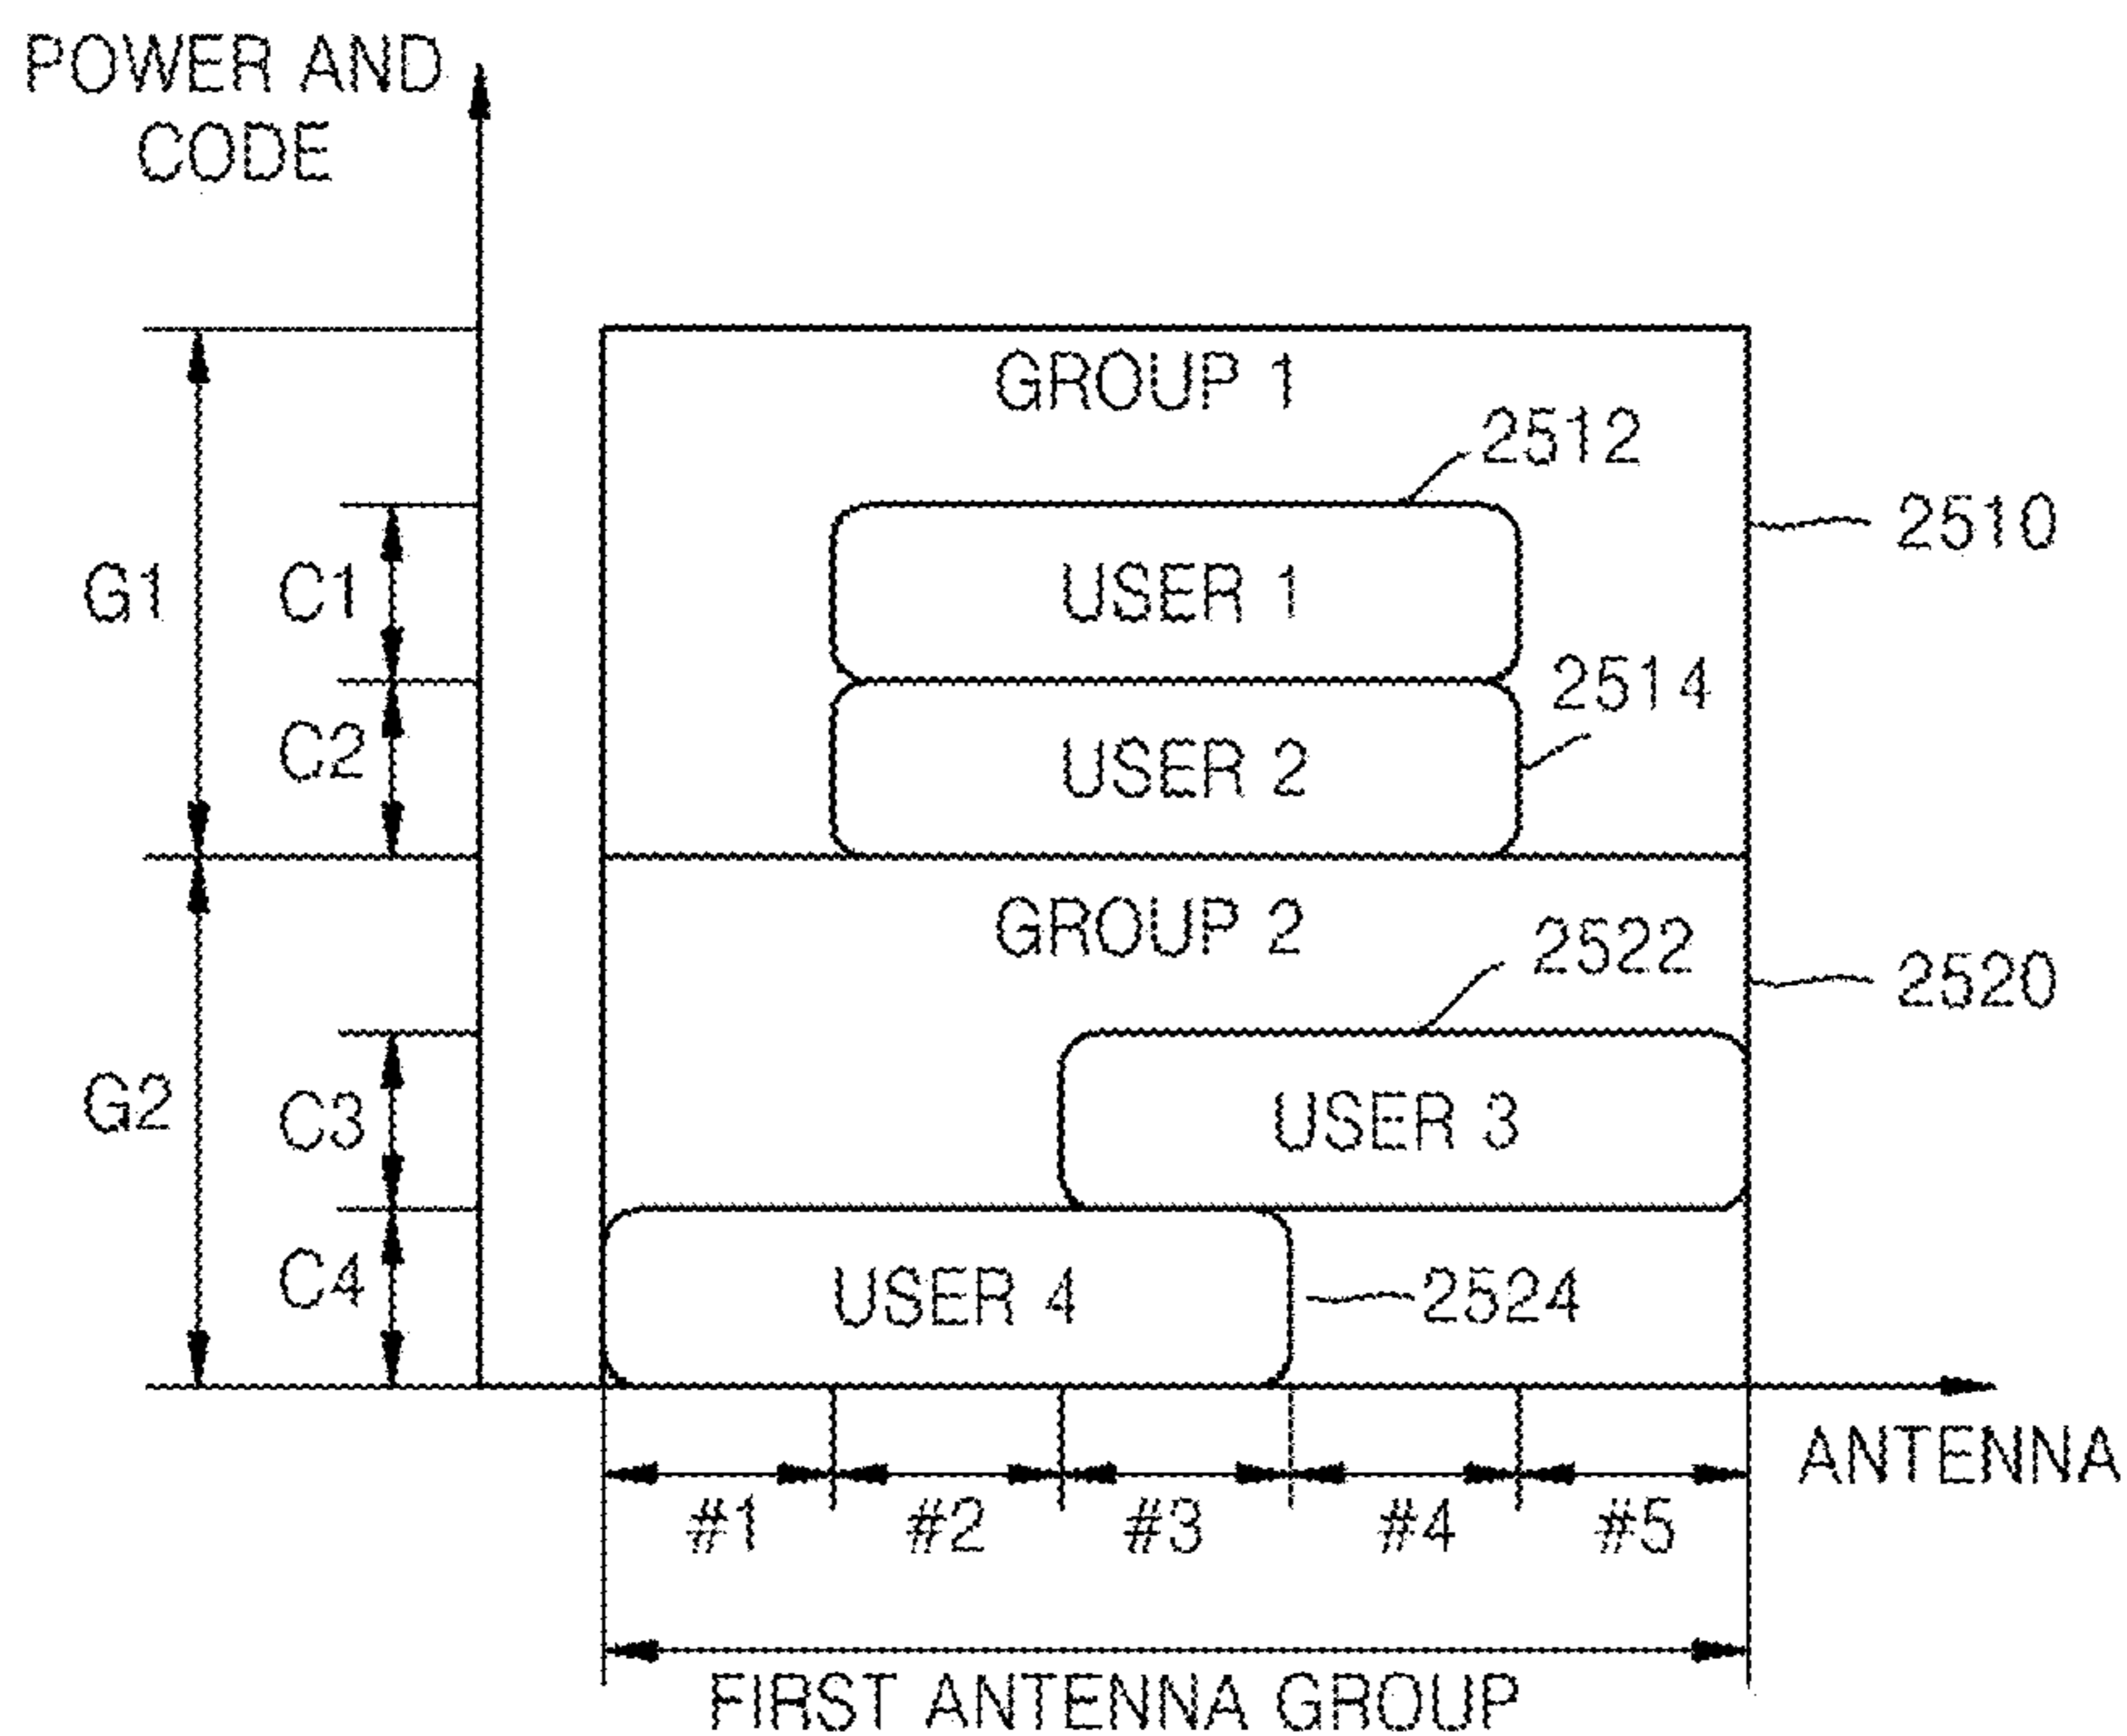 POWER AND
CODE
GROUP 1
2512
2510
G1
C1
USER 1
2514
C2
USER 2
GROUP 2
2522
2520
G2
C3
USER 3
C4
USER 4
2524
ANTENNA
#1
#2
#3
#4
#5
FIRST ANTENNA GROUP